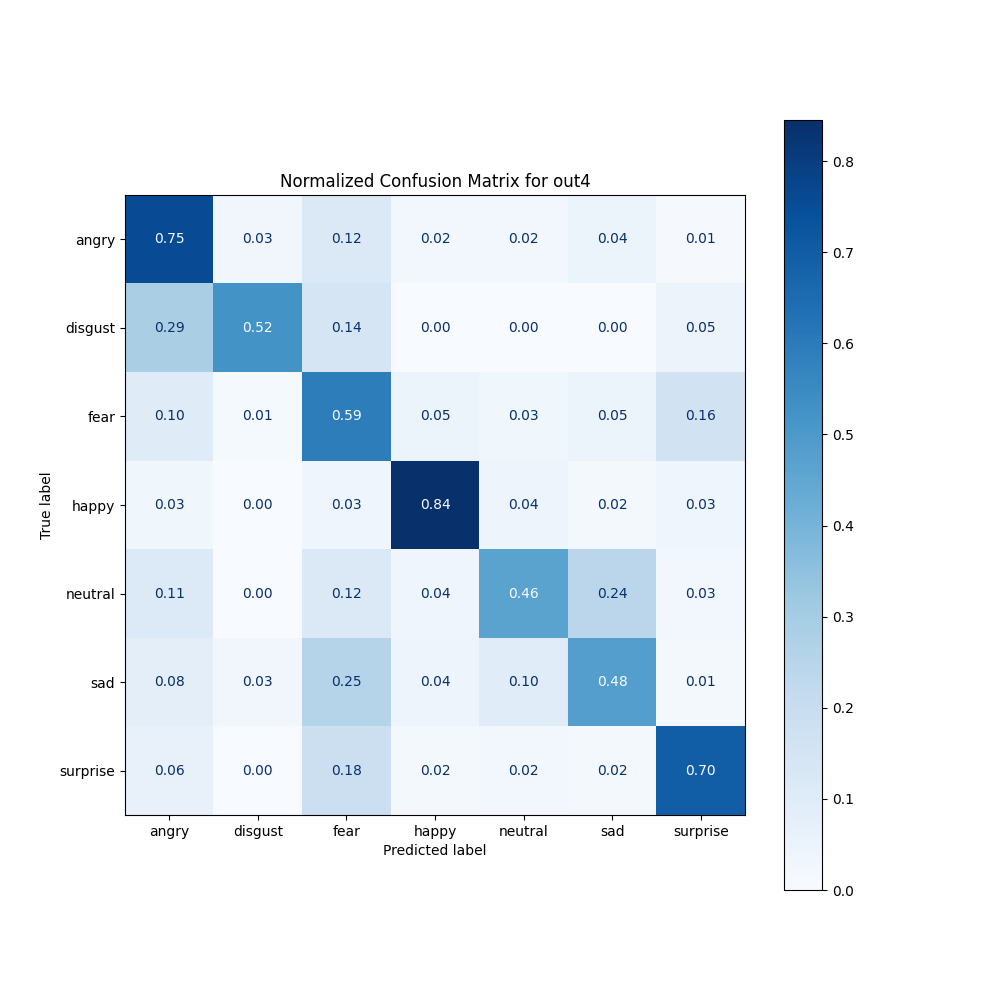 Normalized Confusion Matrix for out4
True label
angry 0.75 0.03 0.12 0.02 0.02 0.04 0.01
disgust 0.29 0.52 0.14 0.00 0.00 0.00 0.05
fear 0.10 0.01 0.59 0.05 0.03 0.05 0.16
happy 0.03 0.00 0.03 0.84 0.04 0.02 0.03
neutral 0.11 0.00 0.12 0.04 0.46 0.24 0.03
sad 0.08 0.03 0.25 0.04 0.10 0.48 0.01
surprise 0.06 0.00 0.18 0.02 0.02 0.02 0.70
angry disgust fear happy neutral sad surprise
Predicted label
0.8
0.7
0.6
0.5
0.4
0.3
0.2
0.1
0.0